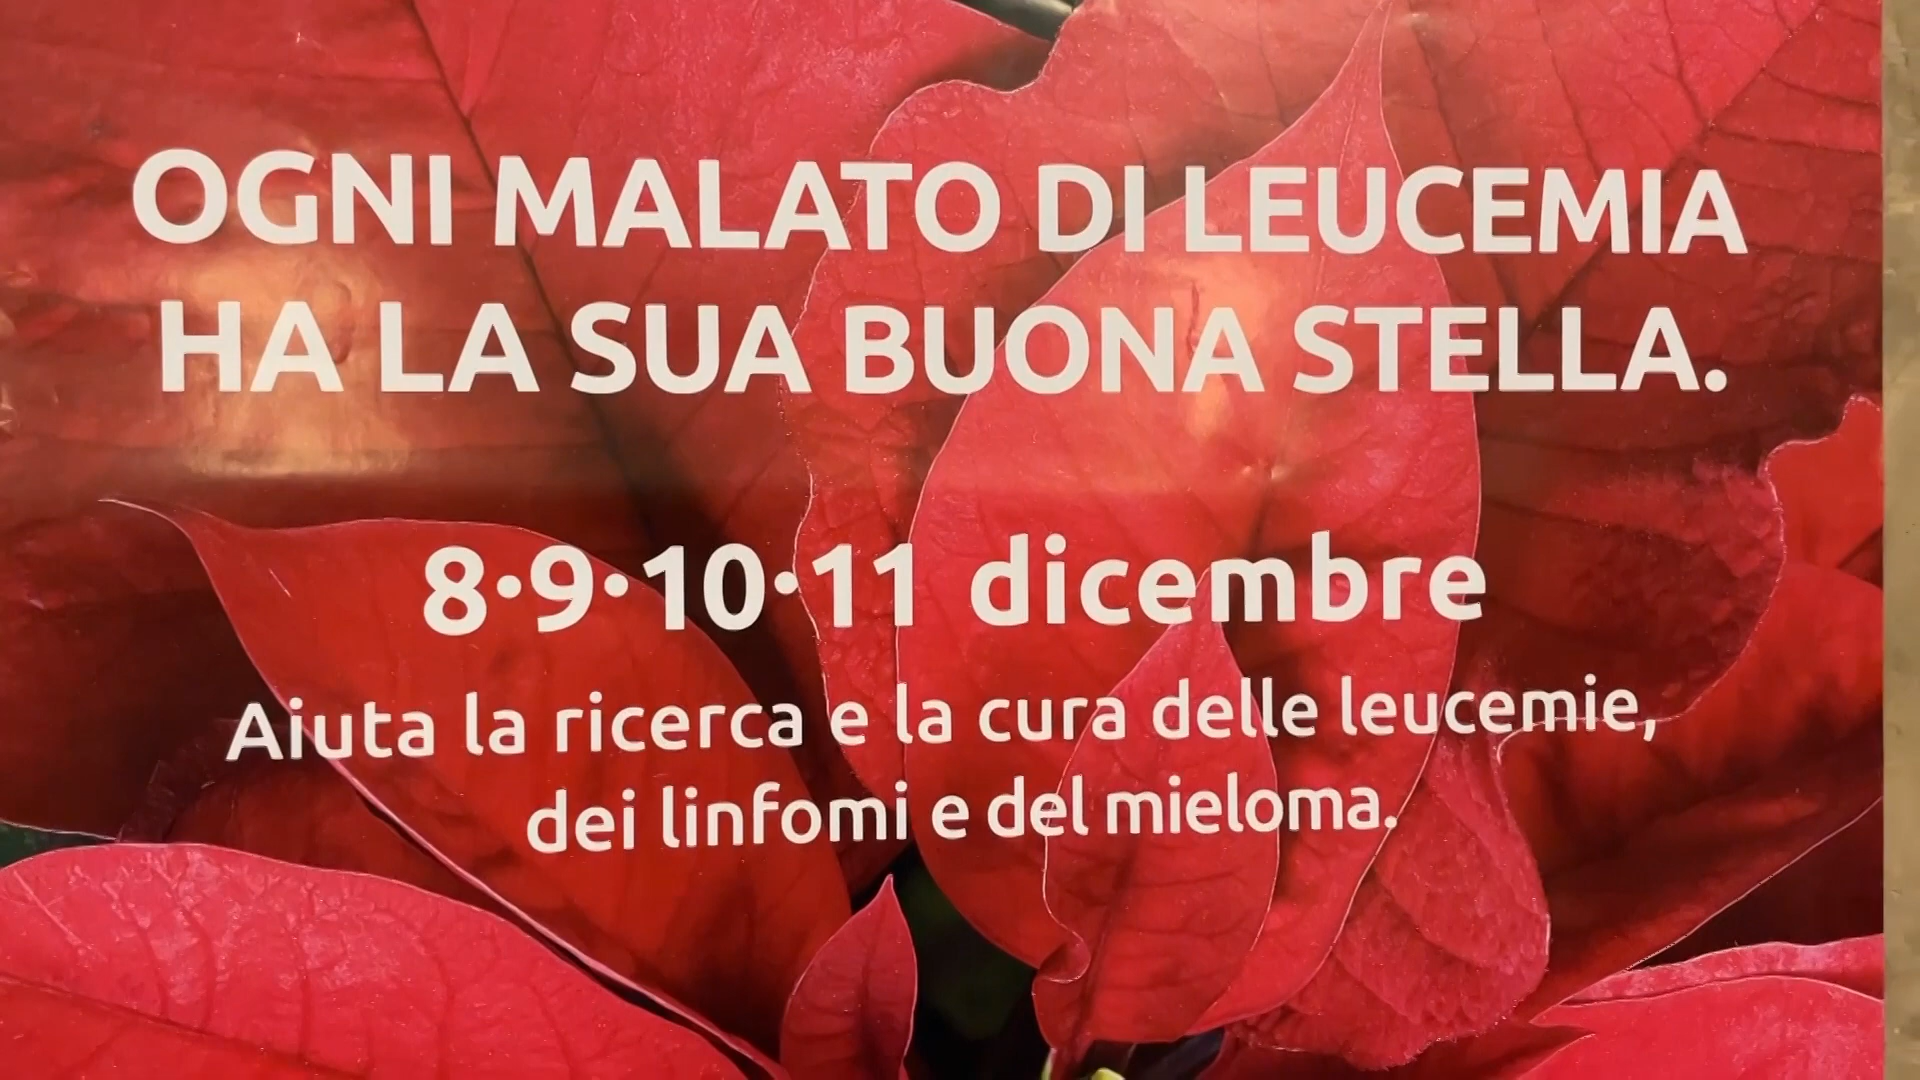 OGNI MALATO DI LEUCEMIA
HA LA SUA BUONA STELLA.
8·9·10·11 dicembre
Aiuta la ricerca e la cura delle leucemie,
dei linfomi e del mieloma.